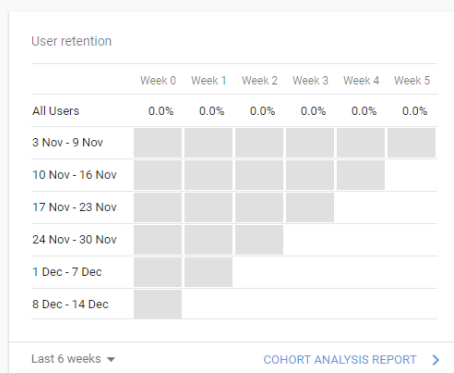 User retention
Week 0 Week 1 Week 2 Week 3 Week 4 Week 5
All Users 0.0% 0.0% 0.0% 0.0% 0.0% 0.0%
3 Nov - 9 Nov
10 Nov - 16 Nov
17 Nov - 23 Nov
24 Nov - 30 Nov
1 Dec - 7 Dec
8 Dec - 14 Dec
Last 6 weeks COHORT ANALYSIS REPORT